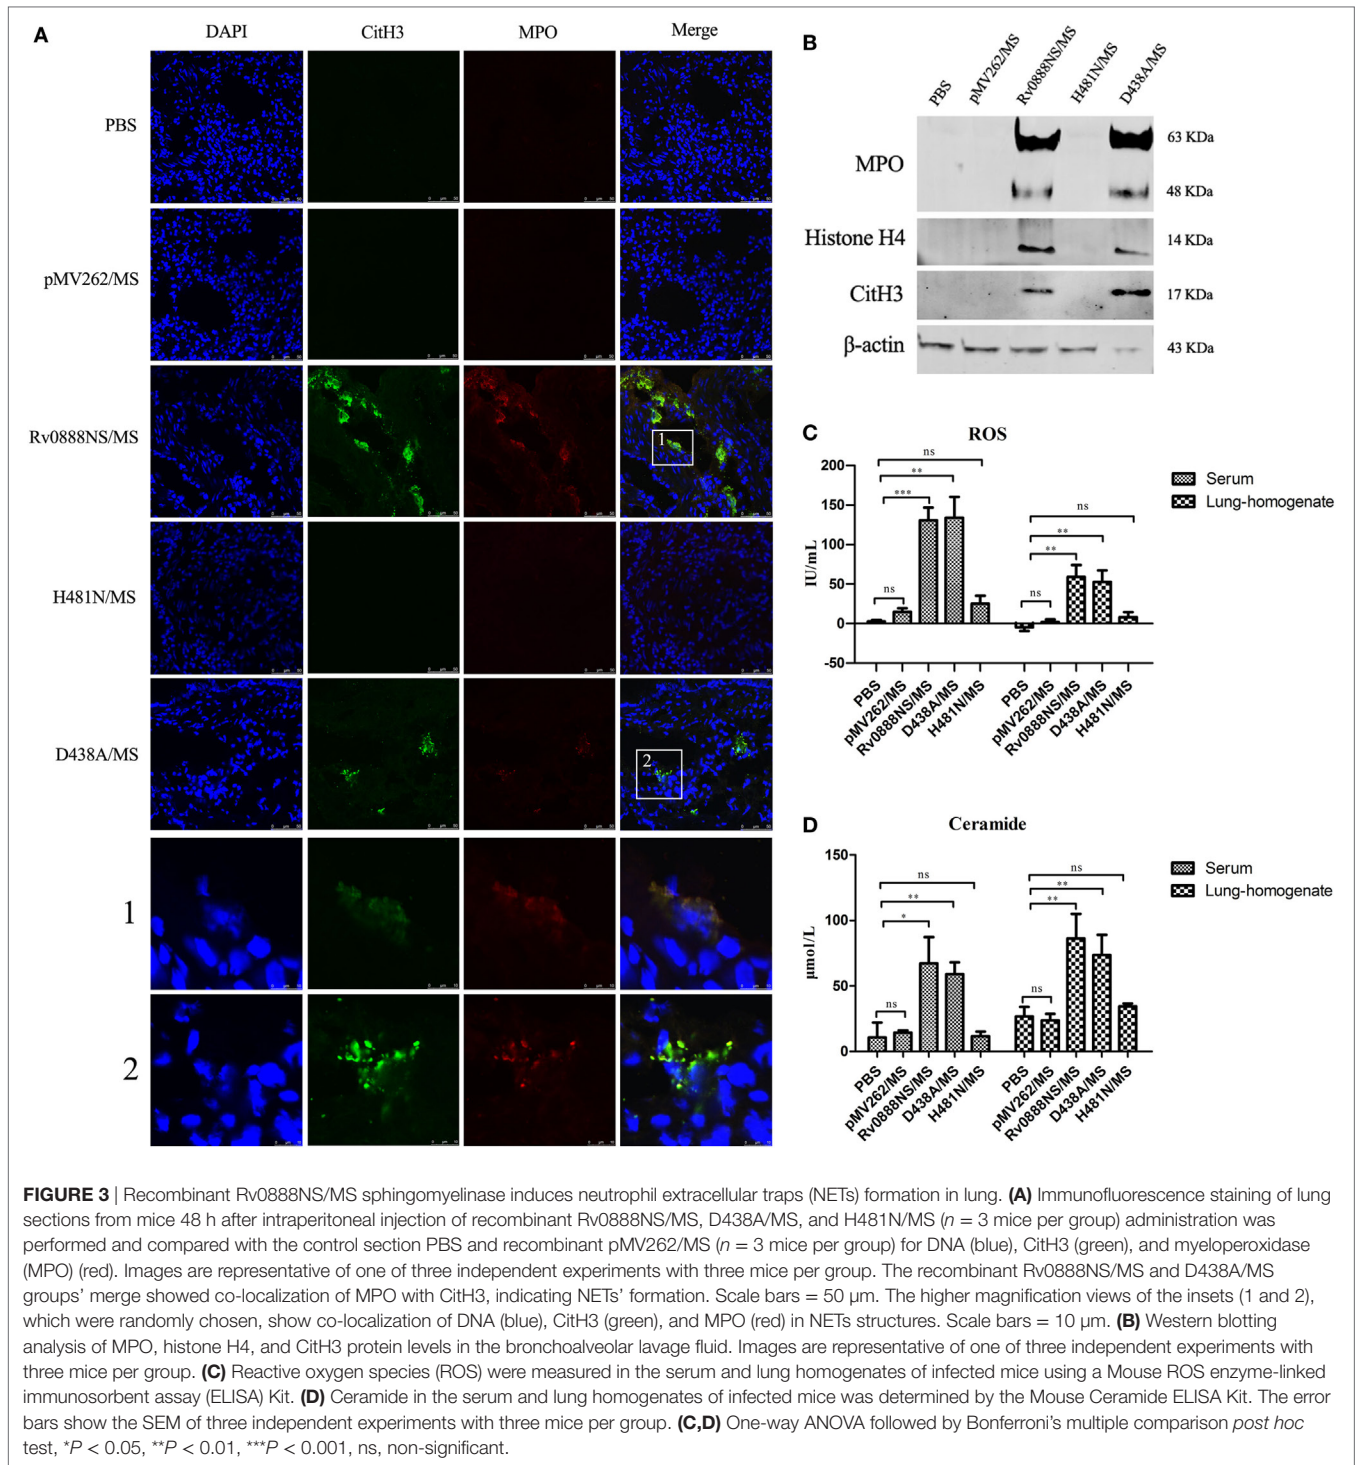 A
DAPI
CitH3
MPO
Merge
PBS
pMV262/MS
Rv0888NS/MS
1
H481N/MS
D438A/MS
2
1
2
B
PBS
pMV262/MS
Rv0888NS/MS
H481N/MS
D438A/MS
MPO
63 KDa
48 KDa
Histone H4
14 KDa
CitH3
17 KDa
β-actin
43 KDa
C
ROS
IU/mL
200
150
100
50
0
-50
ns
**
***
ns
ns
**
**
ns
PBS
pMV262/MS
Rv0888NS/MS
D438A/MS
H481N/MS
PBS
pMV262/MS
Rv0888NS/MS
D438A/MS
H481N/MS
Serum
Lung-homogenate
D
Ceramide
µmol/L
150
100
50
0
ns
**
*
ns
ns
**
**
ns
PBS
pMV262/MS
Rv0888NS/MS
D438A/MS
H481N/MS
PBS
pMV262/MS
Rv0888NS/MS
D438A/MS
H481N/MS
Serum
Lung-homogenate
FIGURE 3 | Recombinant Rv0888NS/MS sphingomyelinase induces neutrophil extracellular traps (NETs) formation in lung. (A) Immunofluorescence staining of lung
sections from mice 48 h after intraperitoneal injection of recombinant Rv0888NS/MS, D438A/MS, and H481N/MS (n = 3 mice per group) administration was
performed and compared with the control section PBS and recombinant pMV262/MS (n = 3 mice per group) for DNA (blue), CitH3 (green), and myeloperoxidase
(MPO) (red). Images are representative of one of three independent experiments with three mice per group. The recombinant Rv0888NS/MS and D438A/MS
groups' merge showed co-localization of MPO with CitH3, indicating NETs' formation. Scale bars = 50 µm. The higher magnification views of the insets (1 and 2),
which were randomly chosen, show co-localization of DNA (blue), CitH3 (green), and MPO (red) in NETs structures. Scale bars = 10 µm. (B) Western blotting
analysis of MPO, histone H4, and CitH3 protein levels in the bronchoalveolar lavage fluid. Images are representative of one of three independent experiments with
three mice per group. (C) Reactive oxygen species (ROS) were measured in the serum and lung homogenates of infected mice using a Mouse ROS enzyme-linked
immunosorbent assay (ELISA) Kit. (D) Ceramide in the serum and lung homogenates of infected mice was determined by the Mouse Ceramide ELISA Kit. The error
bars show the SEM of three independent experiments with three mice per group. (C,D) One-way ANOVA followed by Bonferroni's multiple comparison post hoc
test, *P < 0.05, **P < 0.01, ***P < 0.001, ns, non-significant.